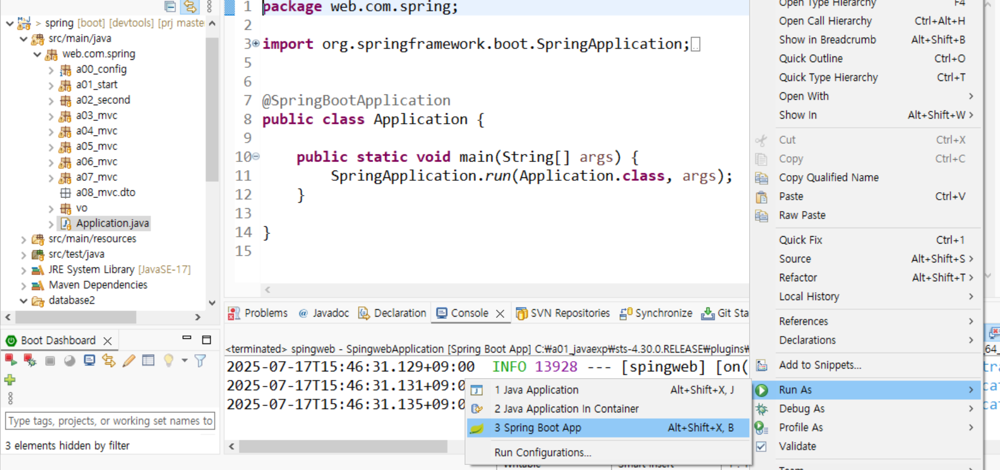 > spring [boot] [devtools] [prj maste
src/main/java
web.com.spring
a00_config
a01_start
a02_second
a03_mvc
a04_mvc
a05_mvc
a06_mvc
a07_mvc
a08_mvc.dto
vo
Application.java
src/main/resources
src/test/java
JRE System Library [JavaSE-17]
Maven Dependencies
database2
Boot Dashboard
Type tags, projects, or working set names to
3 elements hidden by filter
1 package web.com.spring;
2
3 import org.springframework.boot.SpringApplication;
5
6
7 @SpringBootApplication
8 public class Application {
9
10 public static void main(String[] args) {
11 SpringApplication.run(Application.class, args);
12 }
13
14 }
15
Problems @ Javadoc Declaration Console SVN Repositories Synchronize Git Sta
<terminated> spingweb - SpingwebApplication [Spring Boot App] C:₩a01_javaexp₩sts-4.30.0.RELEASE₩plugins₩
2025-07-17T15:46:31.129+09:00 INFO 13928 --- [spingweb] [on(
2025-07-17T15:46:31.131+09:0
2025-07-17T15:46:31.135+09:0
1 Java Application Alt+Shift+X, J
2 Java Application In Container
3 Spring Boot App Alt+Shift+X, B
Run Configurations...
Writable Smart Insert
Open Type Hierarchy F4
Open Call Hierarchy Ctrl+Alt+H
Show in Breadcrumb Alt+Shift+B
Quick Outline Ctrl+O
Quick Type Hierarchy Ctrl+T
Open With
Show In Alt+Shift+W
Cut Ctrl+X
Copy Ctrl+C
Copy Qualified Name
Paste Ctrl+V
Raw Paste
Quick Fix Ctrl+1
Source Alt+Shift+S
Refactor Alt+Shift+T
Local History
References
Declarations
Add to Snippets...
Run As
Debug As
Profile As
Validate
Team
_64_
tra
cat
cat